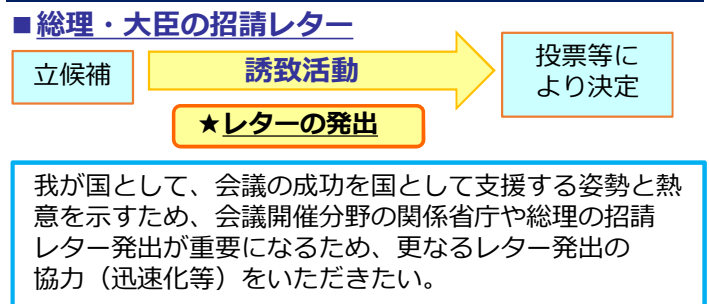 ■総理・大臣の招請レター
立候補
誘致活動
投票等に
より決定
★レターの発出
我が国として、会議の成功を国として支援する姿勢と熱
意を示すため、会議開催分野の関係省庁や総理の招請
レター発出が重要になるため、更なるレター発出の
協力（迅速化等）をいただきたい。